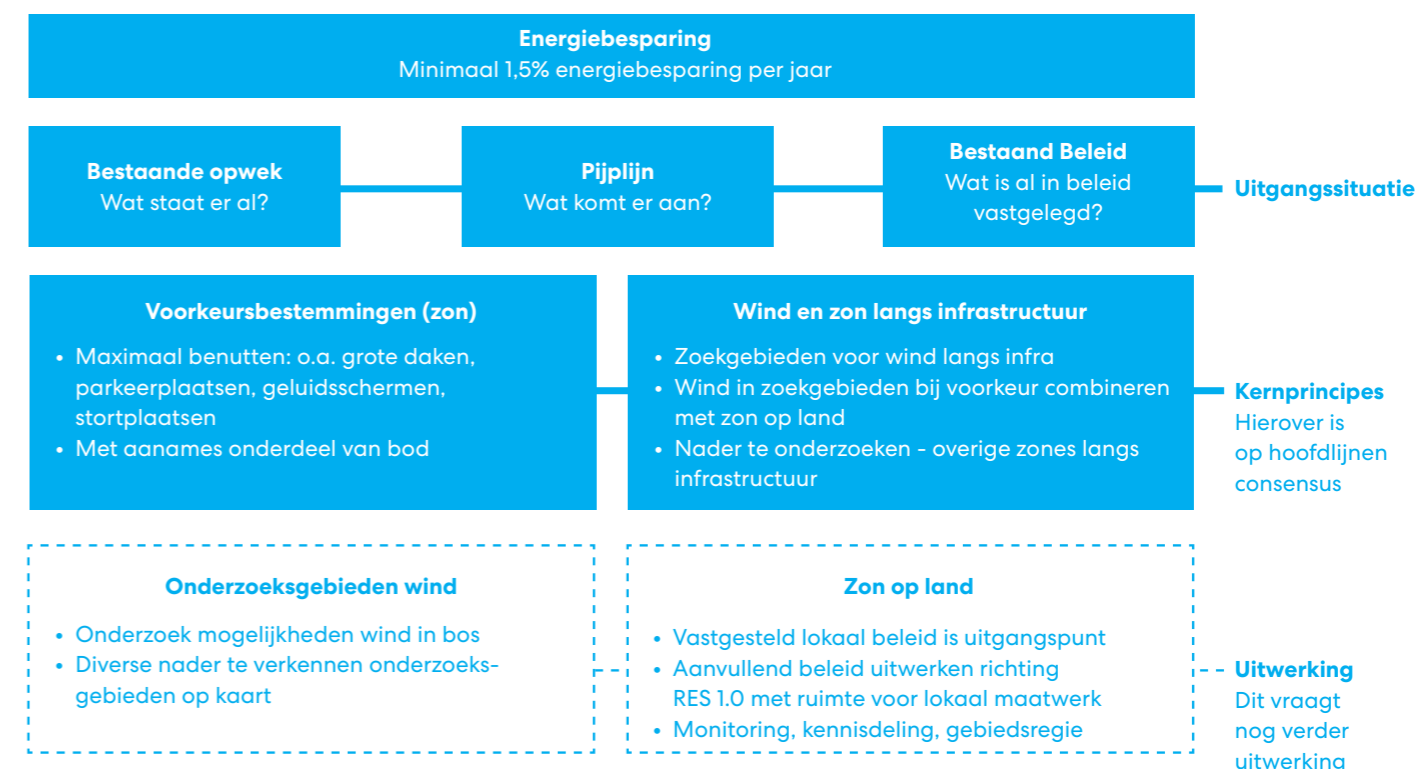 Energiebesparing
Minimaal 1,5% energiebesparing per jaar
Bestaande opwek
Wat staat er al?
Pijplijn
Wat komt er aan?
Bestaand Beleid
Wat is al in beleid
vastgelegd?
Uitgangssituatie
Voorkeursbestemmingen (zon)
• Maximaal benutten: o.a. grote daken,
parkeerplaatsen, geluidsschermen,
stortplaatsen
• Met aanames onderdeel van bod
Wind en zon langs infrastructuur
• Zoekgebieden voor wind langs infra
• Wind in zoekgebieden bij voorkeur combineren
met zon op land
• Nader te onderzoeken - overige zones langs
infrastructuur
Kernprincipes
Hierover is
op hoofdlijnen
consensus
Onderzoeksgebieden wind
• Onderzoek mogelijkheden wind in bos
• Diverse nader te verkennen onderzoeks-
gebieden op kaart
Zon op land
• Vastgesteld lokaal beleid is uitgangspunt
• Aanvullend beleid uitwerken richting
RES 1.0 met ruimte voor lokaal maatwerk
• Monitoring, kennisdeling, gebiedsregie
Uitwerking
Dit vraagt
nog verder
uitwerking